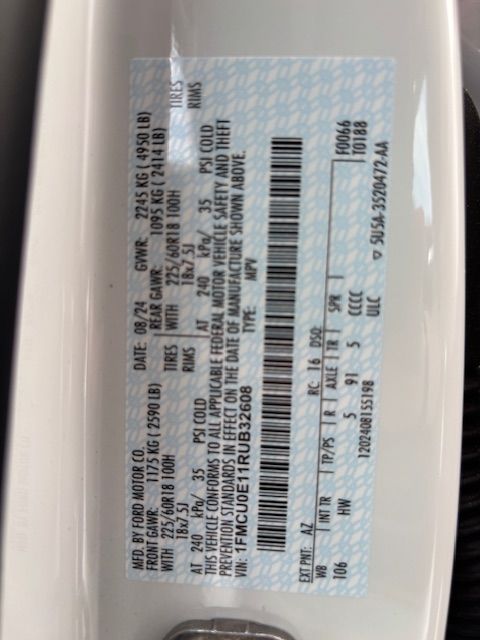 MFD. BY FORD MOTOR CO.
DATE: 08/24 GVWR: 2245 KG ( 4950 LB)
FRONT GAWR: 1175 KG ( 2590 LB)
REAR GAWR: 1095 KG ( 2414 LB)
WITH 225/60R18 100H TIRES
WITH 225/60R18 100H TIRES
18x7.5J RIMS
18x7.5J RIMS
AT 240 kPa/ 35 PSI COLD
AT 240 kPa/ 35 PSI COLD
THIS VEHICLE CONFORMS TO ALL APPLICABLE FEDERAL MOTOR VEHICLE SAFETY AND THEFT
PREVENTION STANDARDS IN EFFECT ON THE DATE OF MANUFACTURE SHOWN ABOVE.
VIN: 1FMCU0E11RUB32608
TYPE: MPV
EXT PNT: AZ RC: 16 DSO: F0066
T0188
WB INT TR TP/PS R AXLE TR SPR
106 HW 5 91 5 CCCC
ULC
1202408155198
▽ 5U5A-3520472-AA